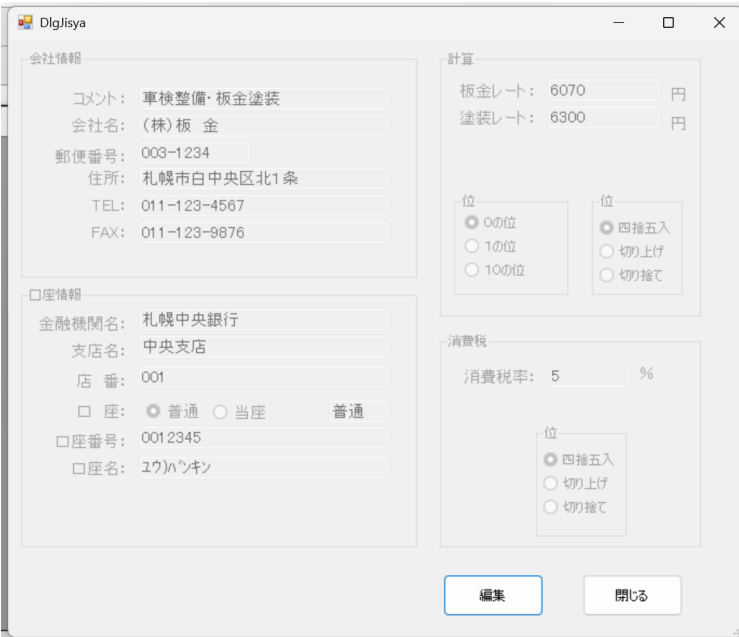 DlgJisya
会社情報
コメント: 車検整備・板金塗装
会社名: (株)板 金
郵便番号: 003-1234
住所: 札幌市白中央区北1条
TEL: 011-123-4567
FAX: 011-123-9876
口座情報
金融機関名: 札幌中央銀行
支店名: 中央支店
店 番: 001
口 座: 普通 当座 普通
口座番号: 0012345
口座名: ユウ)バンキン
計算
板金レート: 6070 円
塗装レート: 6300 円
位
0の位
1の位
10の位
位
四捨五入
切り上げ
切り捨て
消費税
消費税率: 5 %
位
四捨五入
切り上げ
切り捨て
編集
閉じる